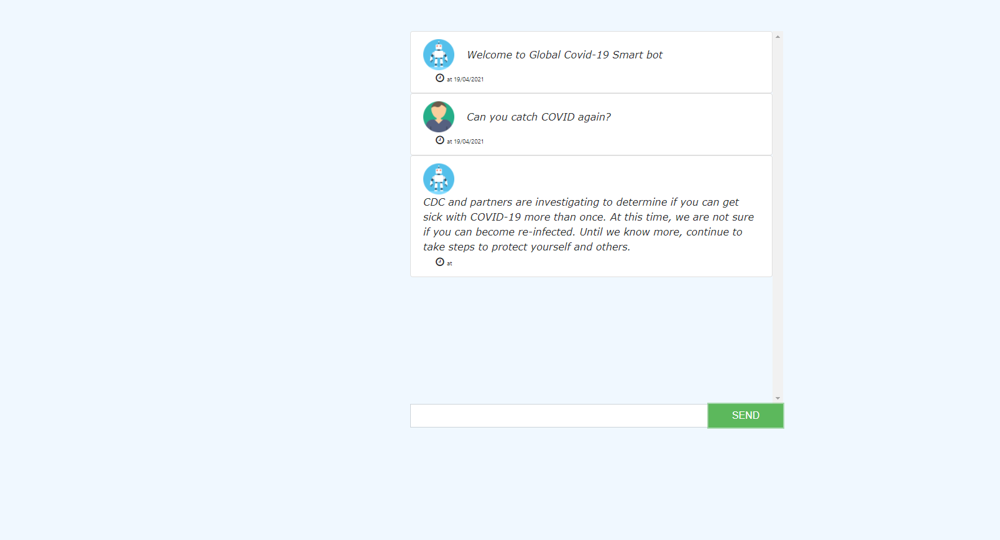 Welcome to Global Covid-19 Smart bot
at 19/04/2021
Can you catch COVID again?
at 19/04/2021
CDC and partners are investigating to determine if you can get
sick with COVID-19 more than once. At this time, we are not sure
if you can become re-infected. Until we know more, continue to
take steps to protect yourself and others.
at
SEND